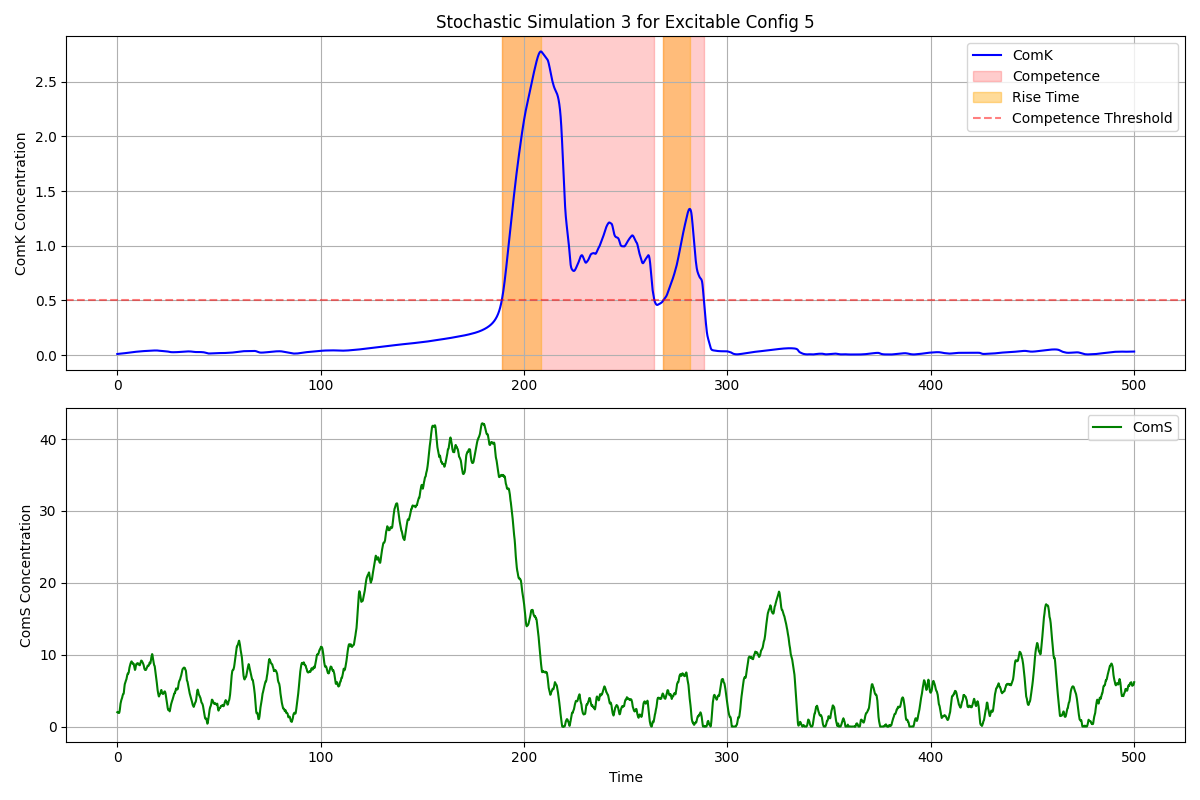 Stochastic Simulation 3 for Excitable Config 5
ComK Concentration
2.5
2.0
1.5
1.0
0.5
0.0
ComK
Competence
Rise Time
Competence Threshold
0 100 200 300 400 500
ComS Concentration
40
30
20
10
0
ComS
0 100 200 300 400 500
Time